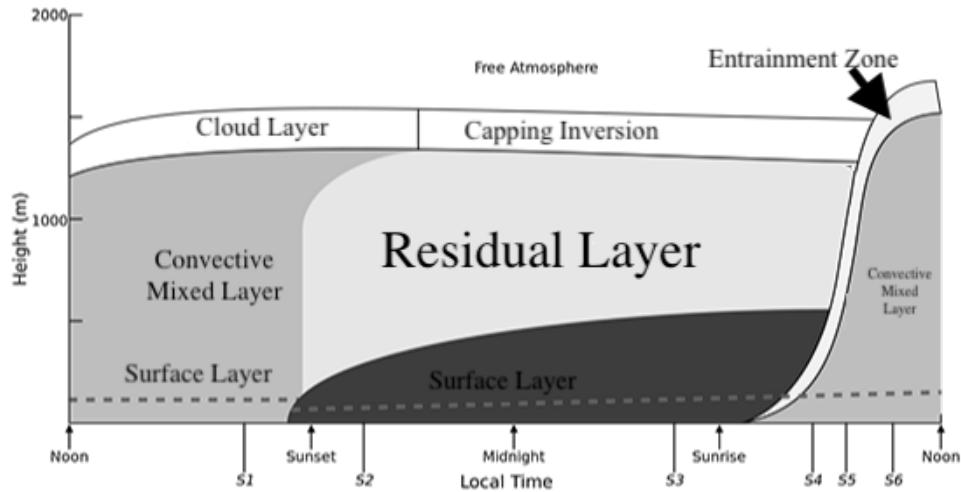 2000
Entrainment Zone
Free Atmosphere
Cloud Layer
Capping Inversion
Height (m)
1000
Residual Layer
Convective
Mixed Layer
Convective
Mixed
Layer
Surface Layer
Surface Layer
Noon
Sunset
Midnight
Sunrise
Noon
S1
S2
Local Time
S3
S4
S5
S6